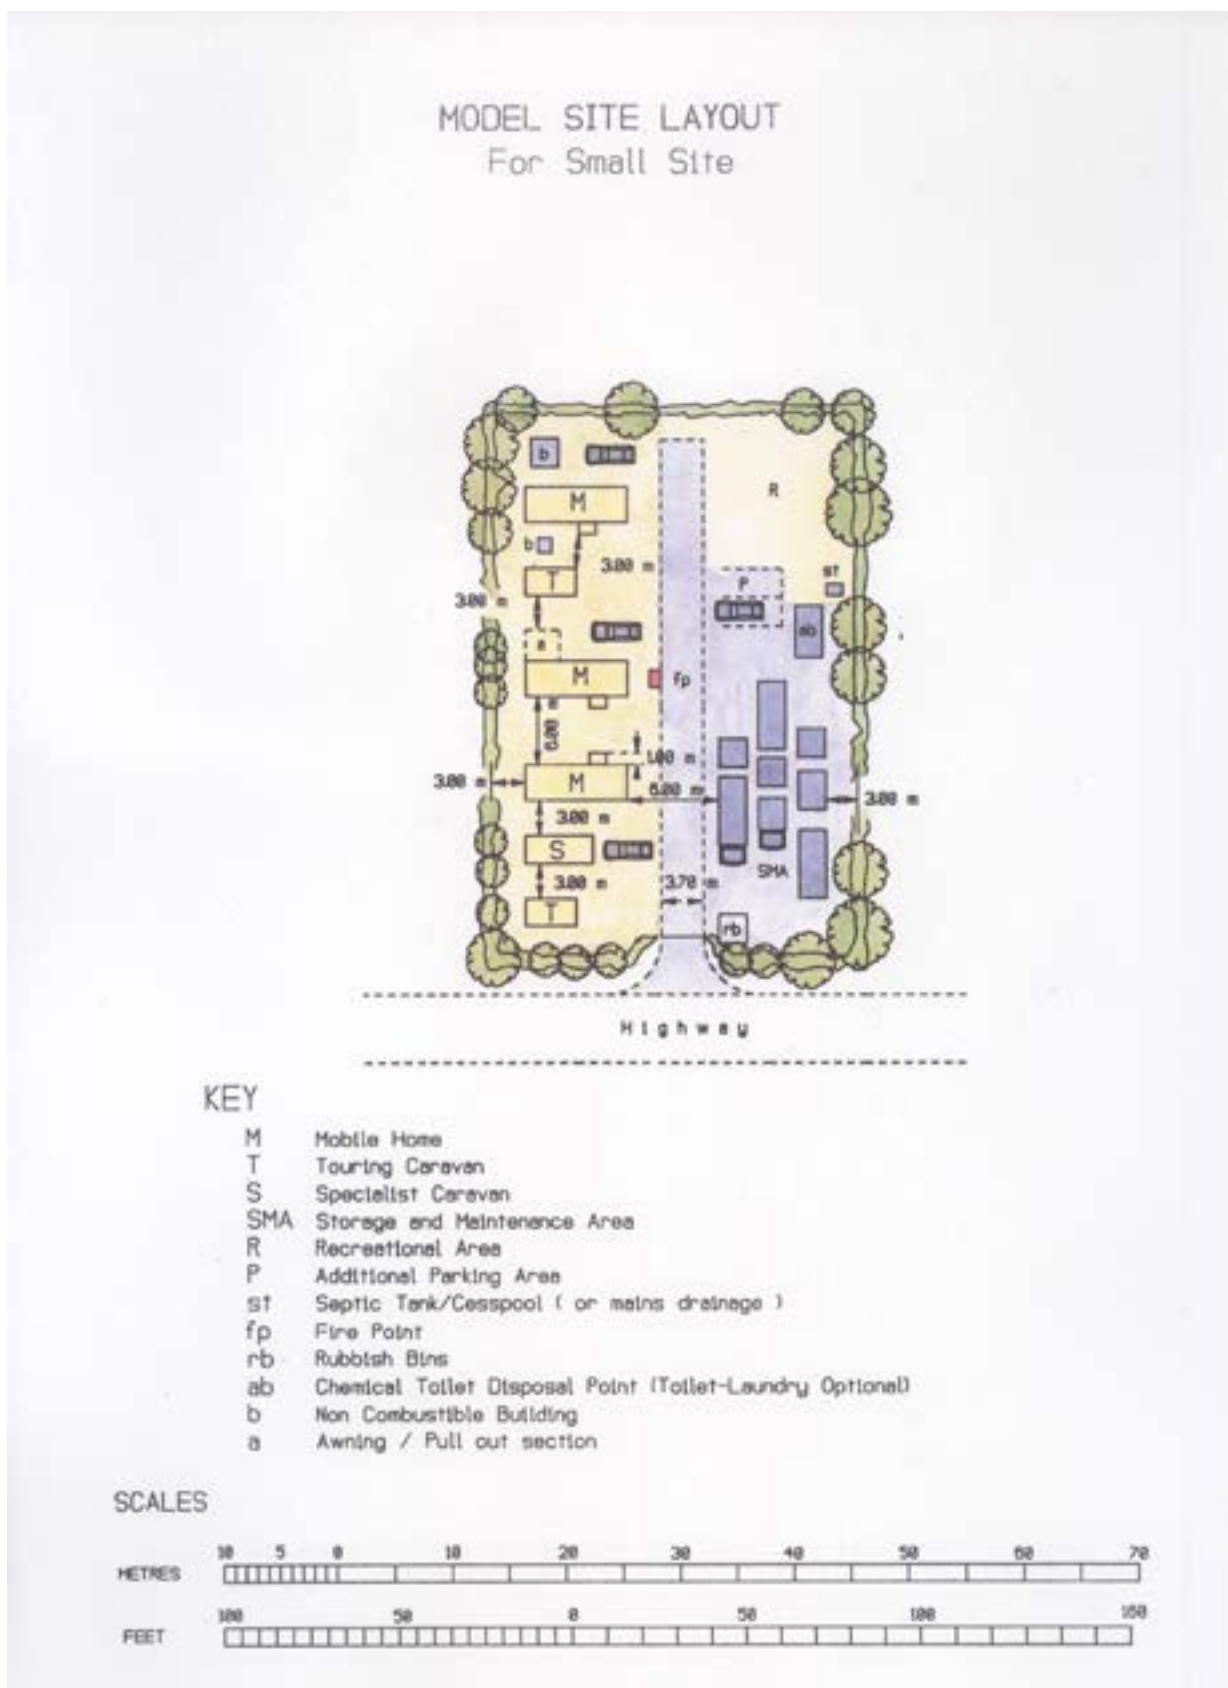 MODEL SITE LAYOUT
For Small Site
b
M
R
b
3.00 m
T
P
st
3.00 m
ab
a
M
fp
6.00 m
1.00 m
3.00 m
M
6.00 m
3.00 m
3.00 m
S
SMA
3.00 m
3.70 m
T
rb
Highway
KEY
M Mobile Home
T Touring Caravan
S Specialist Caravan
SMA Storage and Maintenance Area
R Recreational Area
P Additional Parking Area
st Septic Tank/Cesspool ( or mains drainage )
fp Fire Point
rb Rubbish Bins
ab Chemical Toilet Disposal Point (Toilet-Laundry Optional)
b Non Combustible Building
a Awning / Pull out section
SCALES
10 5 0 10 20 30 40 50 60 70
METRES
100 50 0 50 100 150
FEET